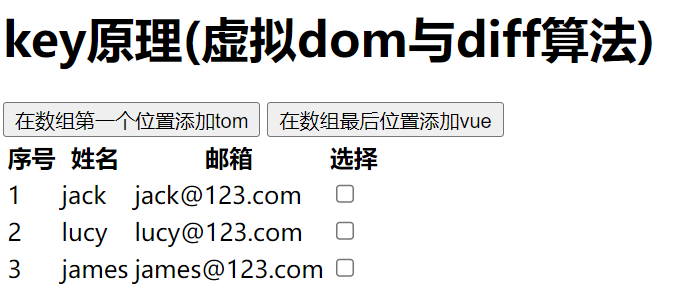 key原理(虚拟dom与diff算法)
在数组第一个位置添加tom 在数组最后位置添加vue
序号 姓名 邮箱 选择
1 jack jack@123.com
2 lucy lucy@123.com
3 james james@123.com